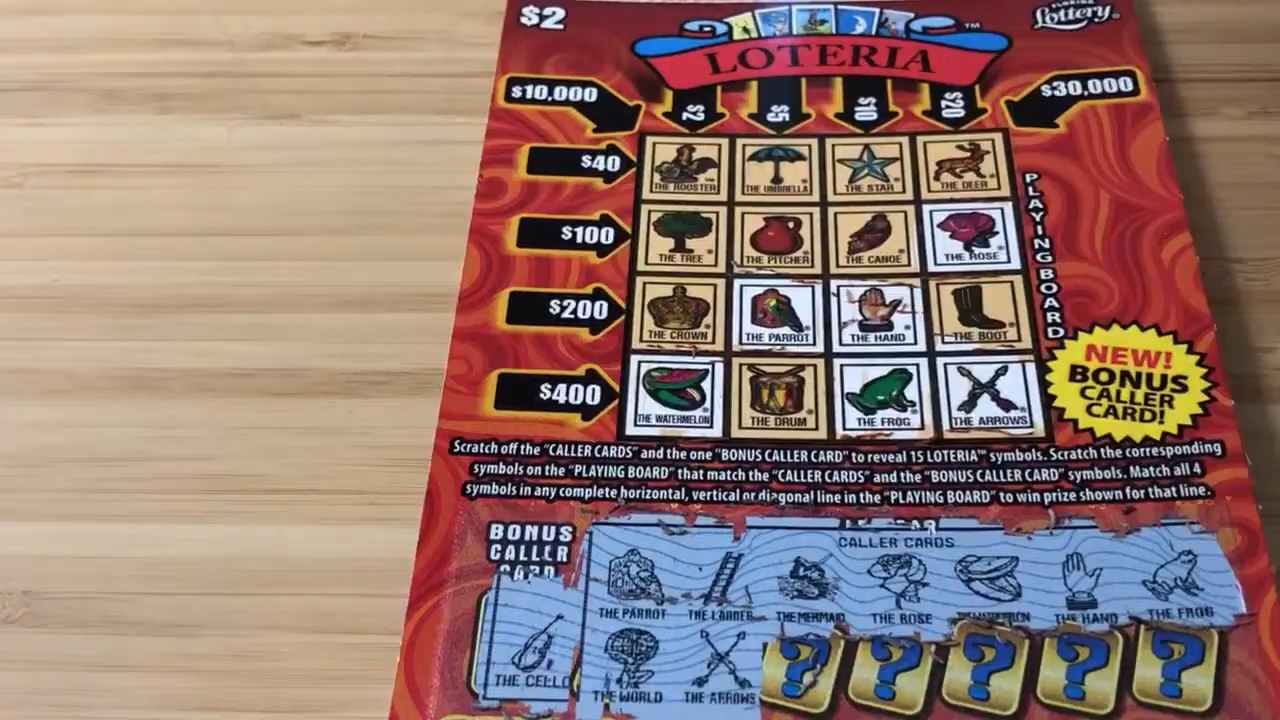 $2
FLORIDA
Lottery
LOTERIA™
$10,000
$2
$5
$10
$20
$30,000
$40
THE ROOSTER
THE UMBRELLA
THE STAR
THE DEER
$100
THE TREE
THE PITCHER
THE CANOE
THE ROSE
$200
THE CROWN
THE PARROT
THE HAND
THE BOOT
$400
THE WATERMELON
THE DRUM
THE FROG
THE ARROWS
PLAYING BOARD
NEW!
BONUS
CALLER
CARD!
Scratch off the "CALLER CARDS" and the one "BONUS CALLER CARD" to reveal 15 LOTERIA™ symbols. Scratch the corresponding
symbols on the "PLAYING BOARD" that match the "CALLER CARDS" and the "BONUS CALLER CARD" symbols. Match all 4
symbols in any complete horizontal, vertical or diagonal line in the "PLAYING BOARD" to win prize shown for that line.
BONUS
CALLER
CARD
CALLER CARDS
THE PARROT
THE LADDER
THE MERMAID
THE ROSE
THE WATERMELON
THE HAND
THE FROG
THE CELLO
THE WORLD
THE ARROWS
? ? ? ? ?